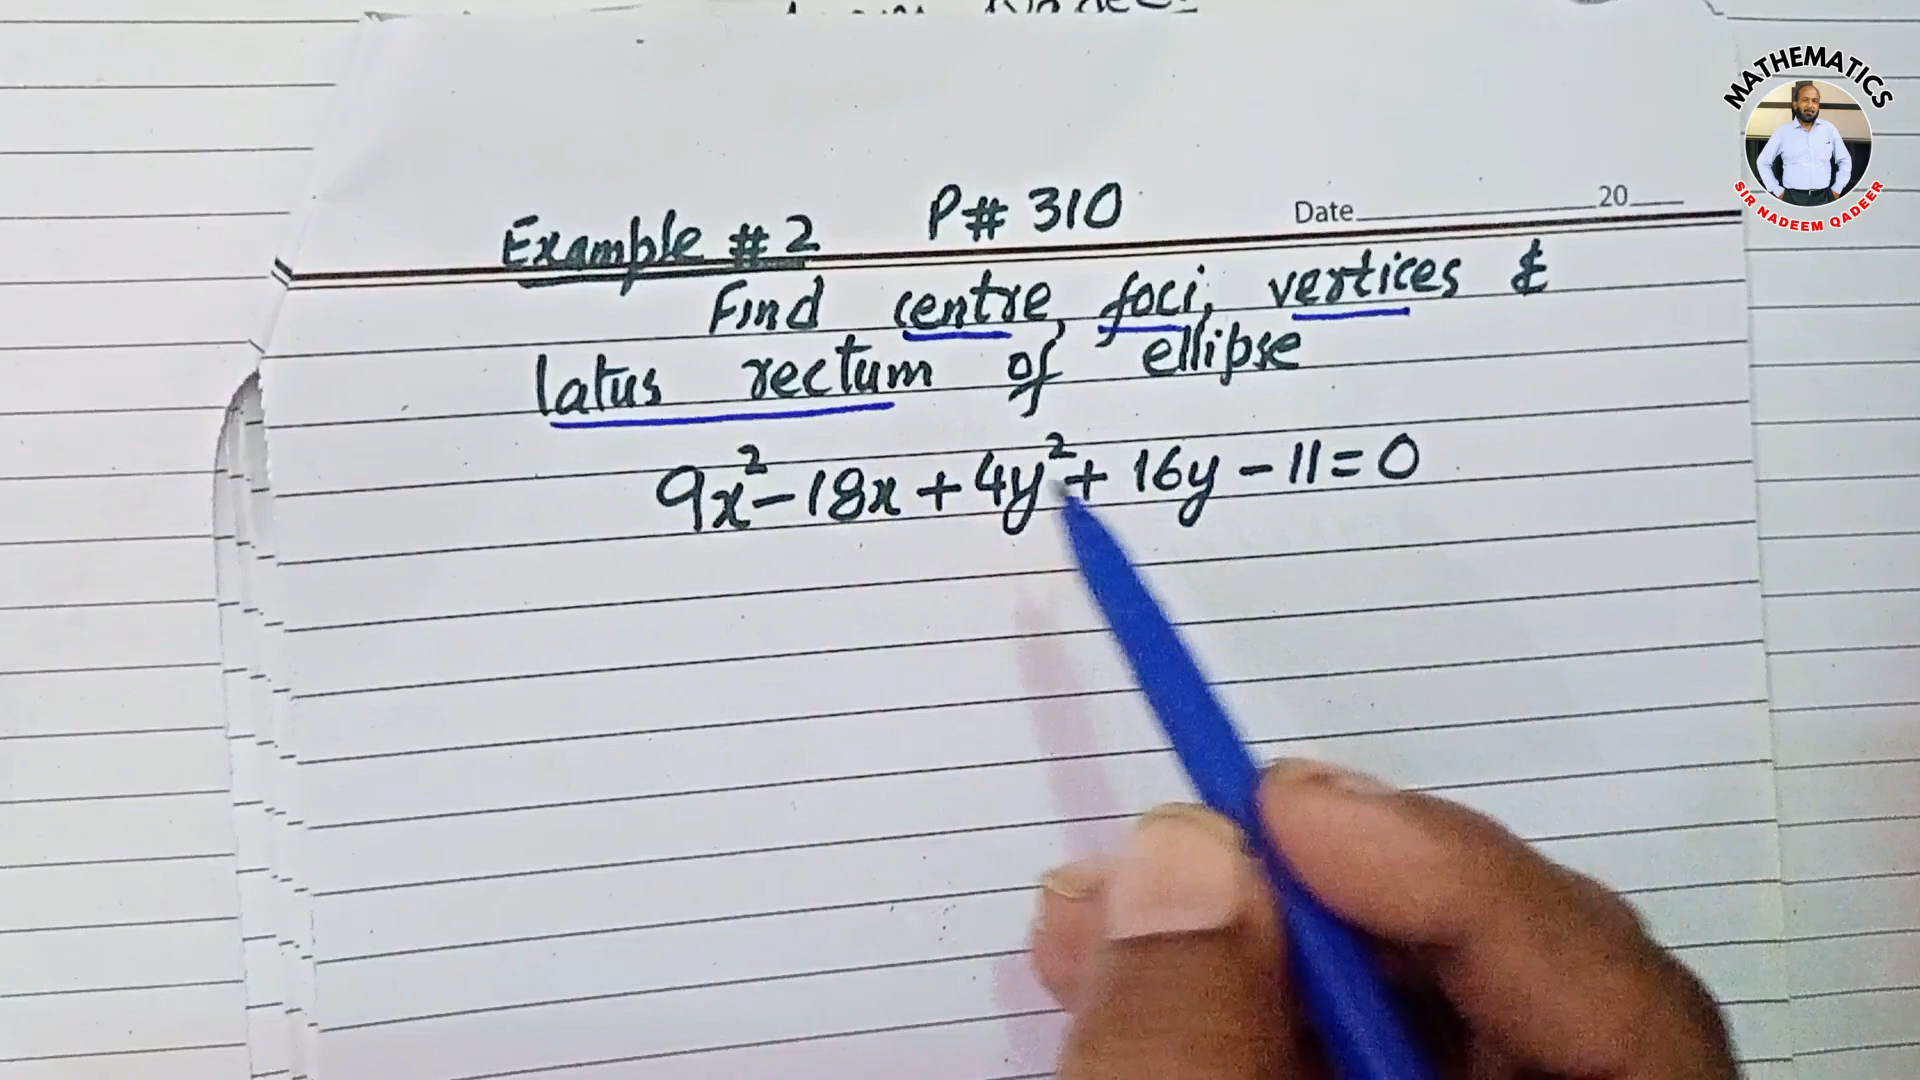 MATHEMATICS
SIR NADEEM QADEER
Example # 2 P# 310 Date 20
Find centre, foci, vertices &
latus rectum of ellipse
9x² - 18x + 4y² + 16y - 11 = 0